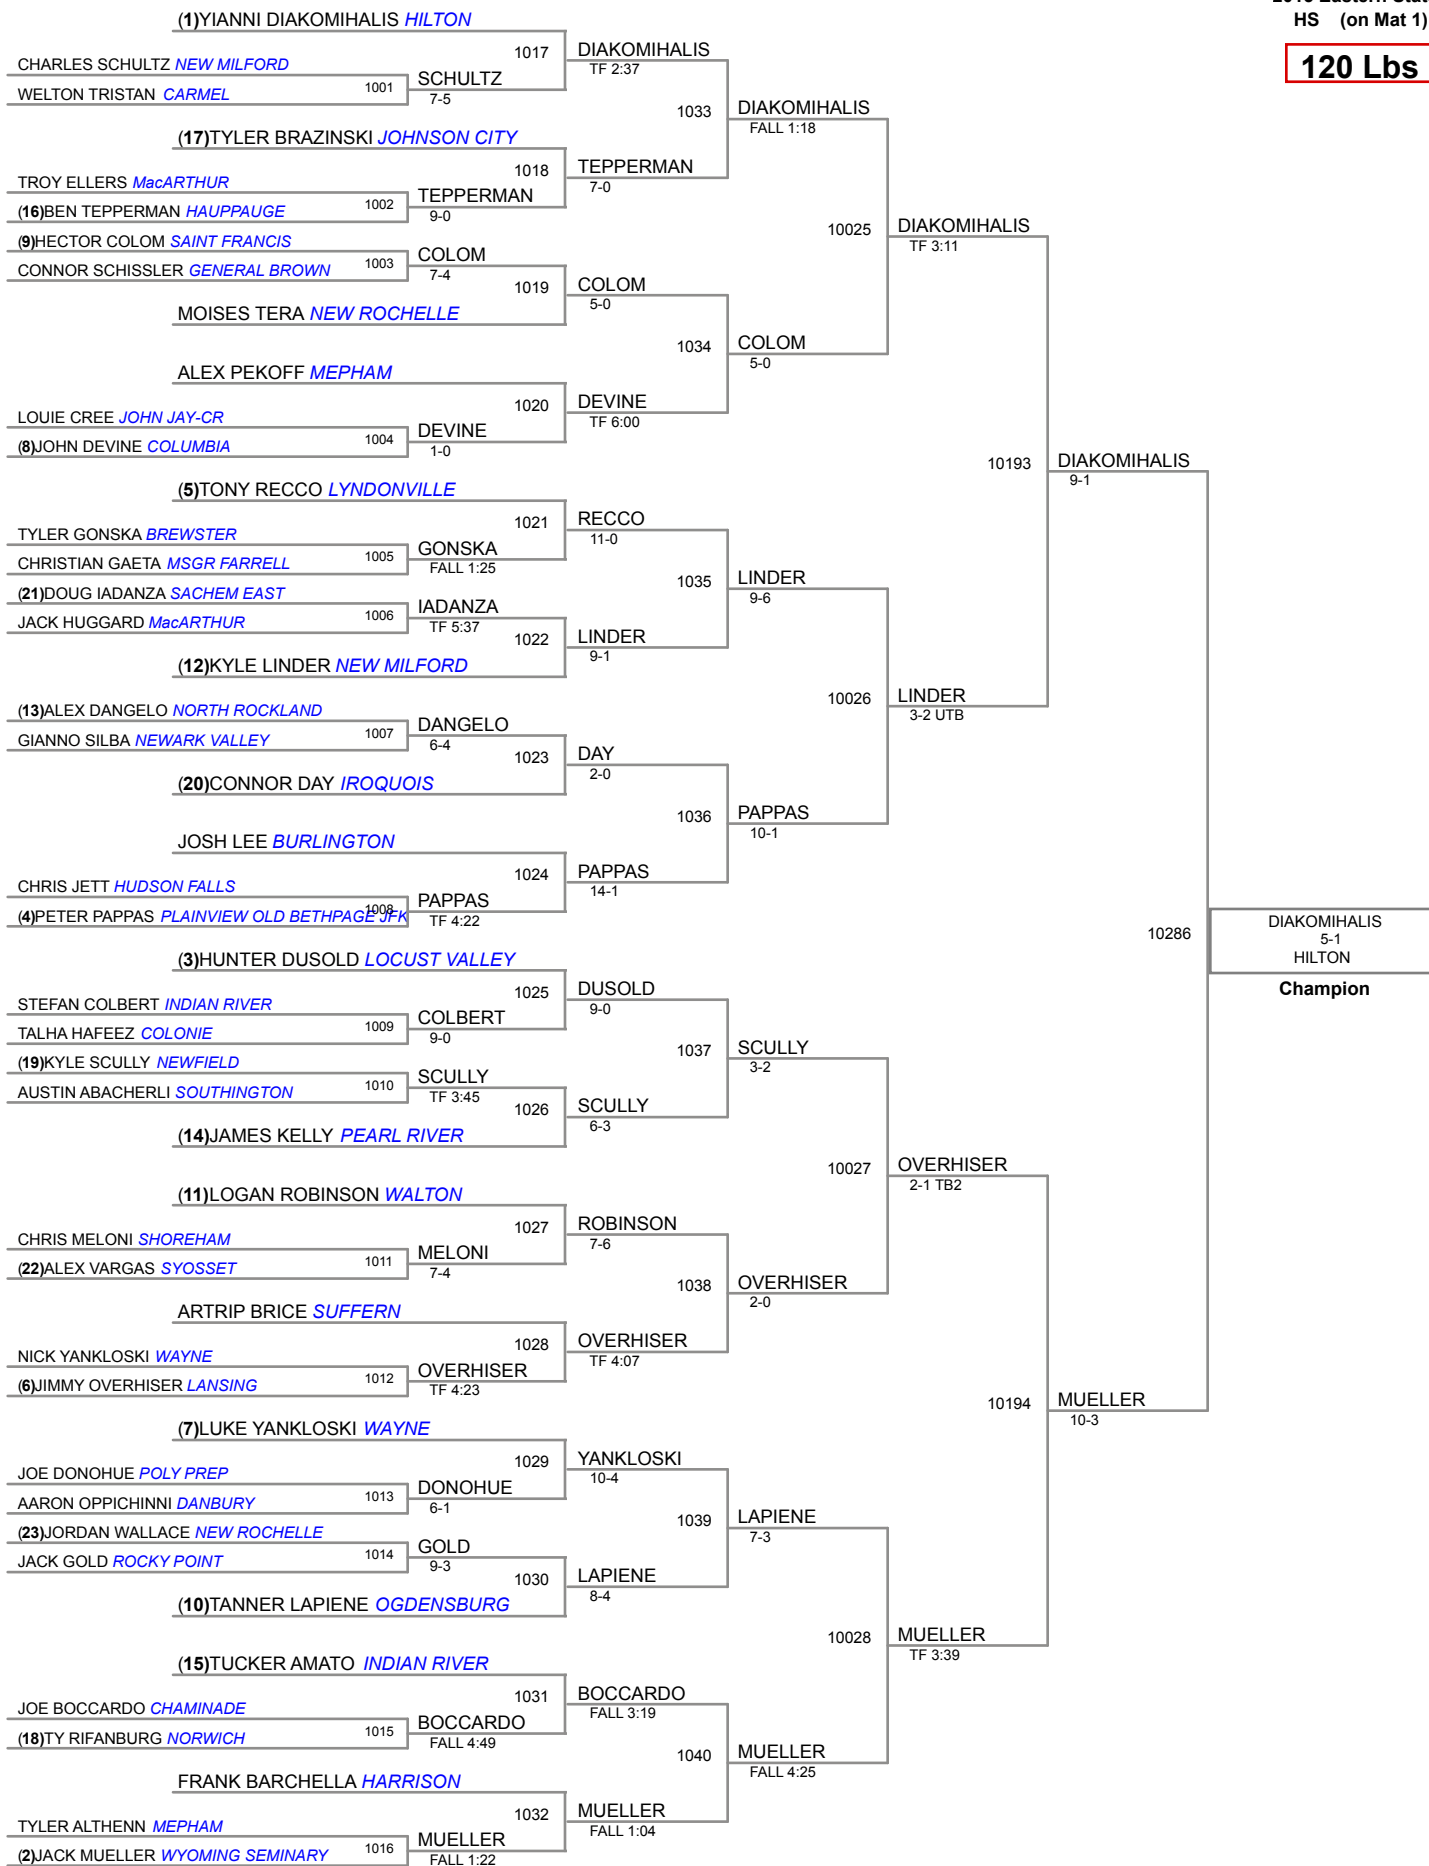 HS (on Mat 1)
120 Lbs
(1)YIANNI DIAKOMIHALIS HILTON
1017
DIAKOMIHALIS
TF 2:37
CHARLES SCHULTZ NEW MILFORD
1001
SCHULTZ
7-5
WELTON TRISTAN CARMEL
1033
DIAKOMIHALIS
FALL 1:18
(17)TYLER BRAZINSKI JOHNSON CITY
1018
TEPPERMAN
7-0
TROY ELLERS MacARTHUR
1002
TEPPERMAN
9-0
(16)BEN TEPPERMAN HAUPPAUGE
10025
DIAKOMIHALIS
TF 3:11
(9)HECTOR COLOM SAINT FRANCIS
1003
COLOM
7-4
CONNOR SCHISSLER GENERAL BROWN
1019
COLOM
5-0
MOISES TERA NEW ROCHELLE
1034
COLOM
5-0
ALEX PEKOFF MEPHAM
1020
DEVINE
TF 6:00
LOUIE CREE JOHN JAY-CR
1004
DEVINE
1-0
(8)JOHN DEVINE COLUMBIA
10193
DIAKOMIHALIS
9-1
(5)TONY RECCO LYNDONVILLE
1021
RECCO
11-0
TYLER GONSKA BREWSTER
1005
GONSKA
FALL 1:25
CHRISTIAN GAETA MSGR FARRELL
1035
LINDER
9-6
(21)DOUG IADANZA SACHEM EAST
1006
IADANZA
TF 5:37
JACK HUGGARD MacARTHUR
1022
LINDER
9-1
(12)KYLE LINDER NEW MILFORD
10026
LINDER
3-2 UTB
(13)ALEX DANGELO NORTH ROCKLAND
1007
DANGELO
6-4
GIANNO SILBA NEWARK VALLEY
1023
DAY
2-0
(20)CONNOR DAY IROQUOIS
1036
PAPPAS
10-1
JOSH LEE BURLINGTON
1024
PAPPAS
14-1
CHRIS JETT HUDSON FALLS
1008
PAPPAS
TF 4:22
(4)PETER PAPPAS PLAINVIEW OLD BETHPAGE JFK
10286
DIAKOMIHALIS
5-1
HILTON
Champion
(3)HUNTER DUSOLD LOCUST VALLEY
1025
DUSOLD
9-0
STEFAN COLBERT INDIAN RIVER
1009
COLBERT
9-0
TALHA HAFEEZ COLONIE
1037
SCULLY
3-2
(19)KYLE SCULLY NEWFIELD
1010
SCULLY
TF 3:45
AUSTIN ABACHERLI SOUTHINGTON
1026
SCULLY
6-3
(14)JAMES KELLY PEARL RIVER
10027
OVERHISER
2-1 TB2
(11)LOGAN ROBINSON WALTON
1027
ROBINSON
7-6
CHRIS MELONI SHOREHAM
1011
MELONI
7-4
(22)ALEX VARGAS SYOSSET
1038
OVERHISER
2-0
ARTRIP BRICE SUFFERN
1028
OVERHISER
TF 4:07
NICK YANKLOSKI WAYNE
1012
OVERHISER
TF 4:23
(6)JIMMY OVERHISER LANSING
10194
MUELLER
10-3
(7)LUKE YANKLOSKI WAYNE
1029
YANKLOSKI
10-4
JOE DONOHUE POLY PREP
1013
DONOHUE
6-1
AARON OPPICHINNI DANBURY
1039
LAPIENE
7-3
(23)JORDAN WALLACE NEW ROCHELLE
1014
GOLD
9-3
JACK GOLD ROCKY POINT
1030
LAPIENE
8-4
(10)TANNER LAPIENE OGDENSBURG
10028
MUELLER
TF 3:39
(15)TUCKER AMATO INDIAN RIVER
1031
BOCCARDO
FALL 3:19
JOE BOCCARDO CHAMINADE
1015
BOCCARDO
FALL 4:49
(18)TY RIFANBURG NORWICH
1040
MUELLER
FALL 4:25
FRANK BARCHELLA HARRISON
1032
MUELLER
FALL 1:04
TYLER ALTHENN MEPHAM
1016
MUELLER
FALL 1:22
(2)JACK MUELLER WYOMING SEMINARY